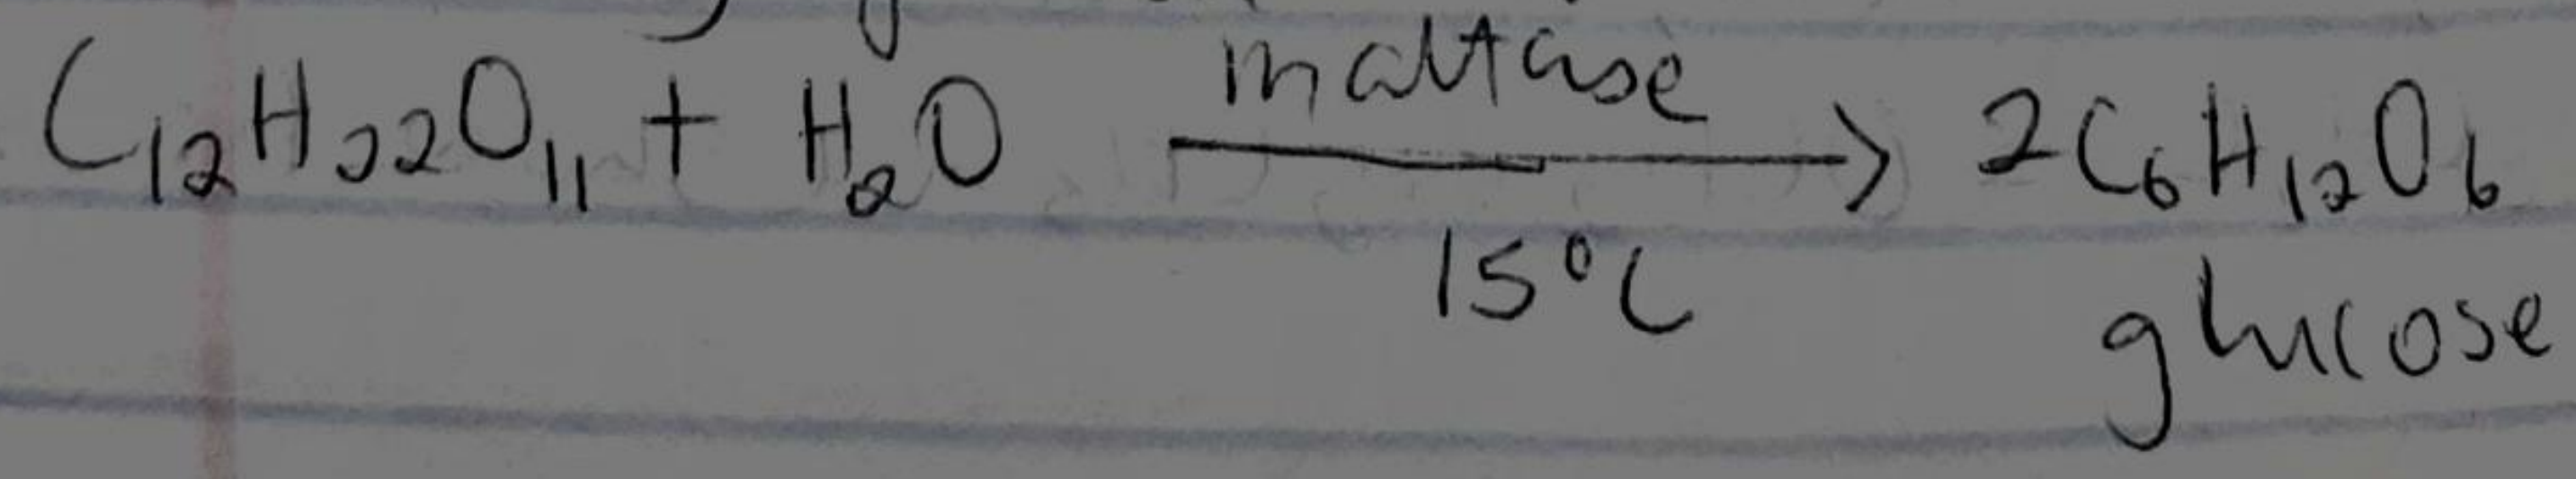 maltase
C₁₂H₂₂O₁₁ + H₂O ⟶ 2C₆H₁₂O₆
15°C
glucose